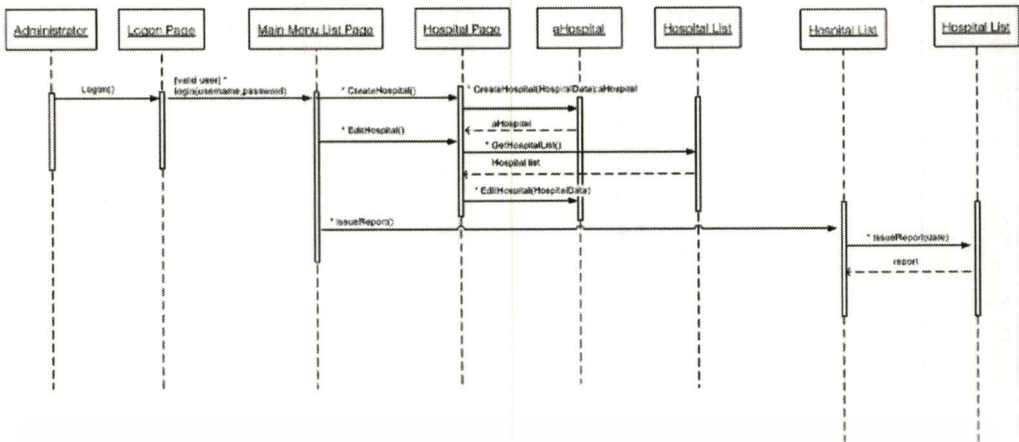 Administrator
Logon Page
Main Menu List Page
Hospital Page
aHospital
Hospital List
Hospital List
Hospital List
Logon()
[valid user] *
login(username,password)
* CreateHospital()
* CreateHospital(HospitalData):aHospital
aHospital
* EditHospital()
* GetHospitalList()
Hospital list
* EditHospital(HospitalData)
* IssueReport()
* IssueReport(date)
report